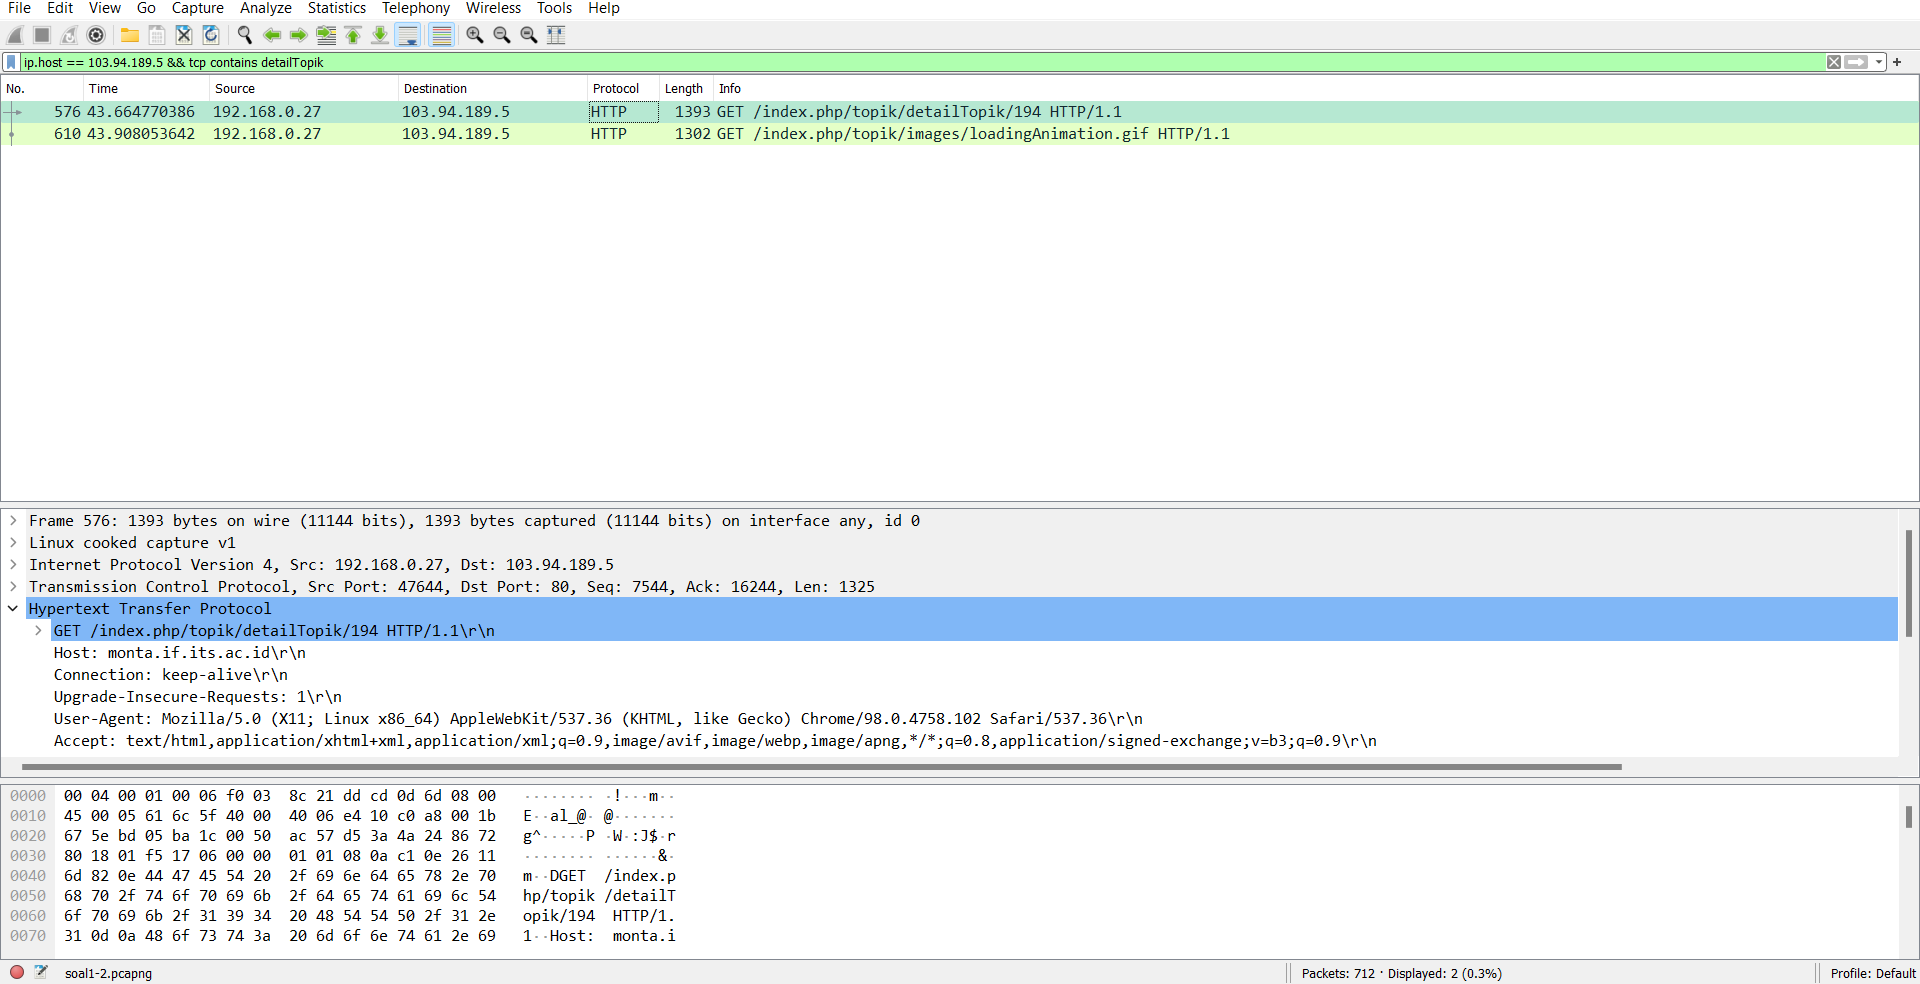 File Edit View Go Capture Analyze Statistics Telephony Wireless Tools Help
ip.host == 103.94.189.5 && tcp contains detailTopik
No. Time Source Destination Protocol Length Info
576 43.664770386 192.168.0.27 103.94.189.5 HTTP 1393 GET /index.php/topik/detailTopik/194 HTTP/1.1
610 43.908053642 192.168.0.27 103.94.189.5 HTTP 1302 GET /index.php/topik/images/loadingAnimation.gif HTTP/1.1
Frame 576: 1393 bytes on wire (11144 bits), 1393 bytes captured (11144 bits) on interface any, id 0
Linux cooked capture v1
Internet Protocol Version 4, Src: 192.168.0.27, Dst: 103.94.189.5
Transmission Control Protocol, Src Port: 47644, Dst Port: 80, Seq: 7544, Ack: 16244, Len: 1325
Hypertext Transfer Protocol
GET /index.php/topik/detailTopik/194 HTTP/1.1\r\n
Host: monta.if.its.ac.id\r\n
Connection: keep-alive\r\n
Upgrade-Insecure-Requests: 1\r\n
User-Agent: Mozilla/5.0 (X11; Linux x86_64) AppleWebKit/537.36 (KHTML, like Gecko) Chrome/98.0.4758.102 Safari/537.36\r\n
Accept: text/html,application/xhtml+xml,application/xml;q=0.9,image/avif,image/webp,image/apng,*/*;q=0.8,application/signed-exchange;v=b3;q=0.9\r\n
0000 00 04 00 01 00 06 f0 03 8c 21 dd cd 0d 6d 08 00 ········ ·!···m··
0010 45 00 05 61 6c 5f 40 00 40 06 e4 10 c0 a8 00 1b E··al_@· @·······
0020 67 5e bd 05 ba 1c 00 50 ac 57 d5 3a 4a 24 86 72 g^·····P ·W·:J$·r
0030 80 18 01 f5 17 06 00 00 01 01 08 0a c1 0e 26 11 ········ ······&·
0040 6d 82 0e 44 47 45 54 20 2f 69 6e 64 65 78 2e 70 m··DGET /index.p
0050 68 70 2f 74 6f 70 69 6b 2f 64 65 74 61 69 6c 54 hp/topik /detailT
0060 6f 70 69 6b 2f 31 39 34 20 48 54 54 50 2f 31 2e opik/194 HTTP/1.
0070 31 0d 0a 48 6f 73 74 3a 20 6d 6f 6e 74 61 2e 69 1··Host: monta.i
soal1-2.pcapng Packets: 712 · Displayed: 2 (0.3%) Profile: Default